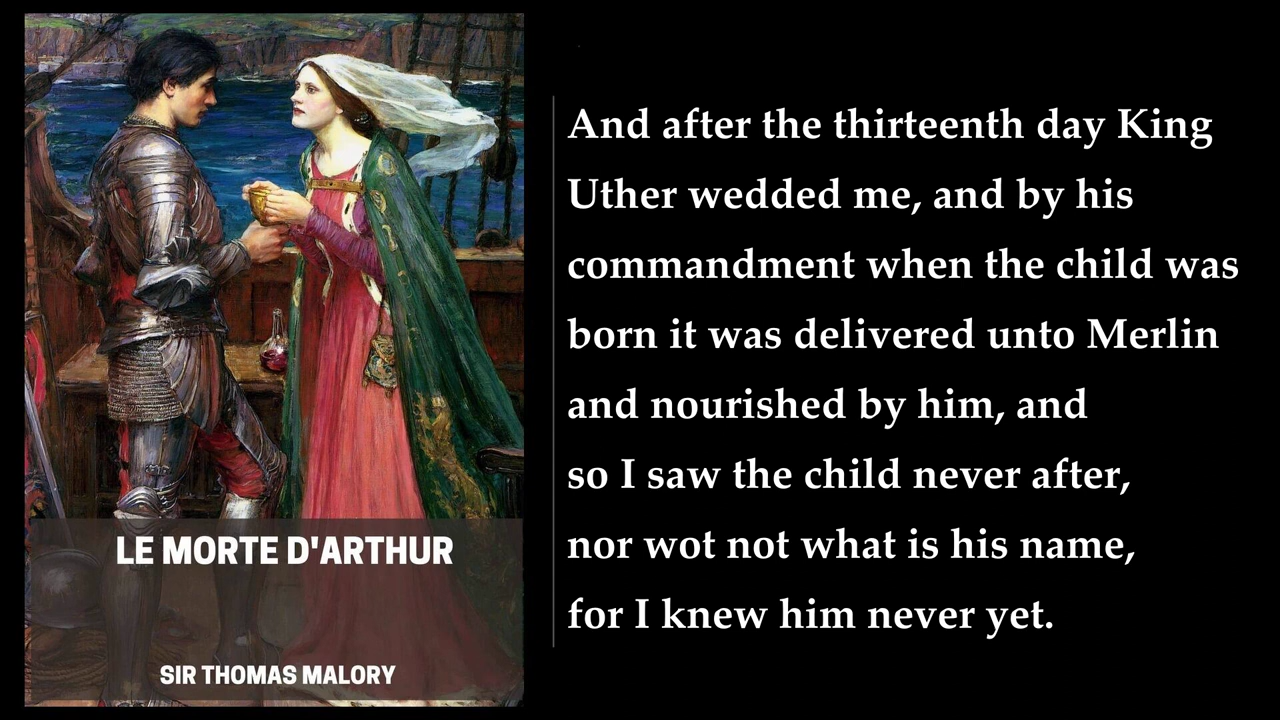 LE MORTE D'ARTHUR
SIR THOMAS MALORY
And after the thirteenth day King
Uther wedded me, and by his
commandment when the child was
born it was delivered unto Merlin
and nourished by him, and
so I saw the child never after,
nor wot not what is his name,
for I knew him never yet.